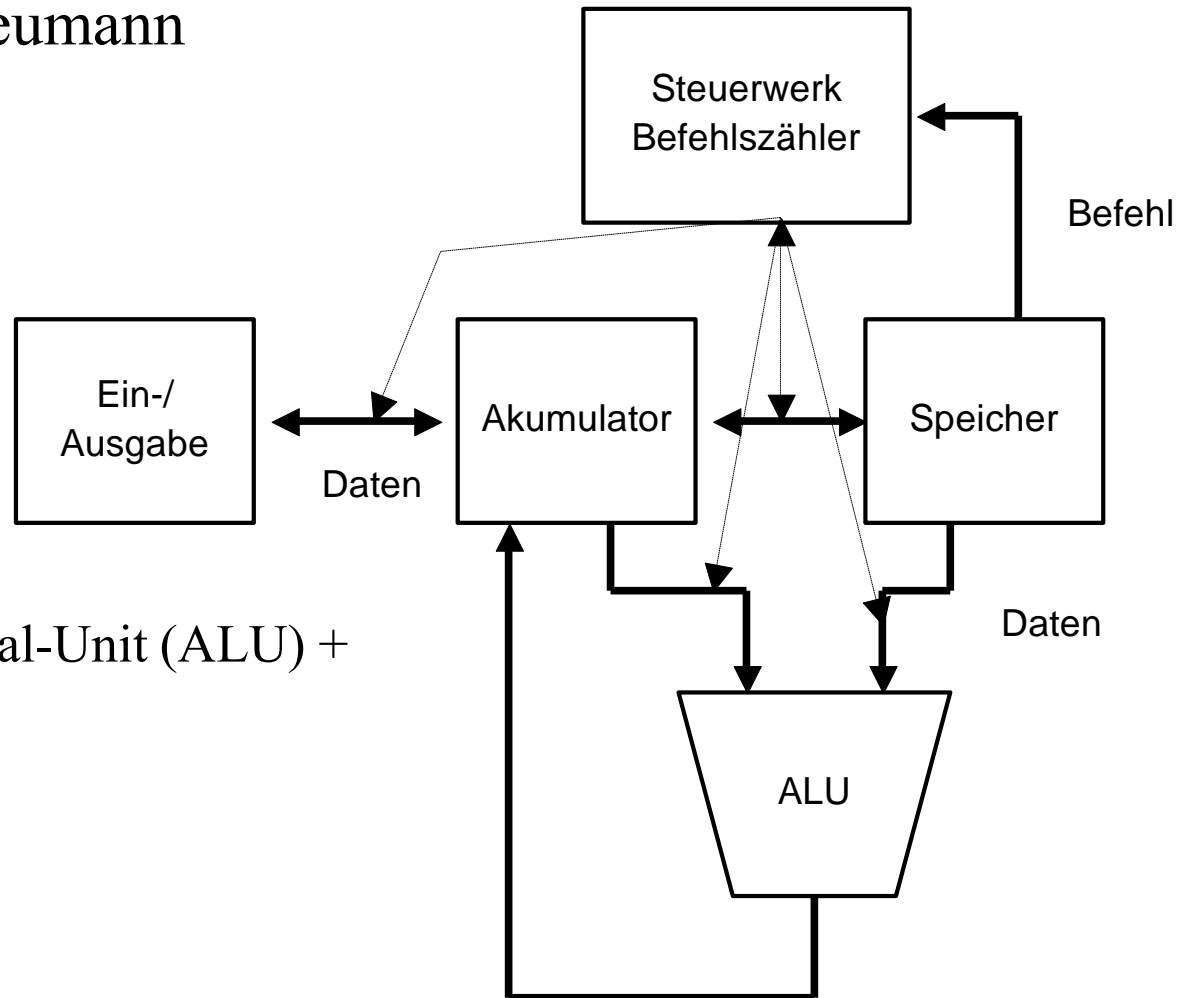 eumann
Steuerwerk
Befehlszähler
Befehl
Ein-/
Ausgabe
Akumulator
Speicher
Daten
Daten
al-Unit (ALU) +
ALU